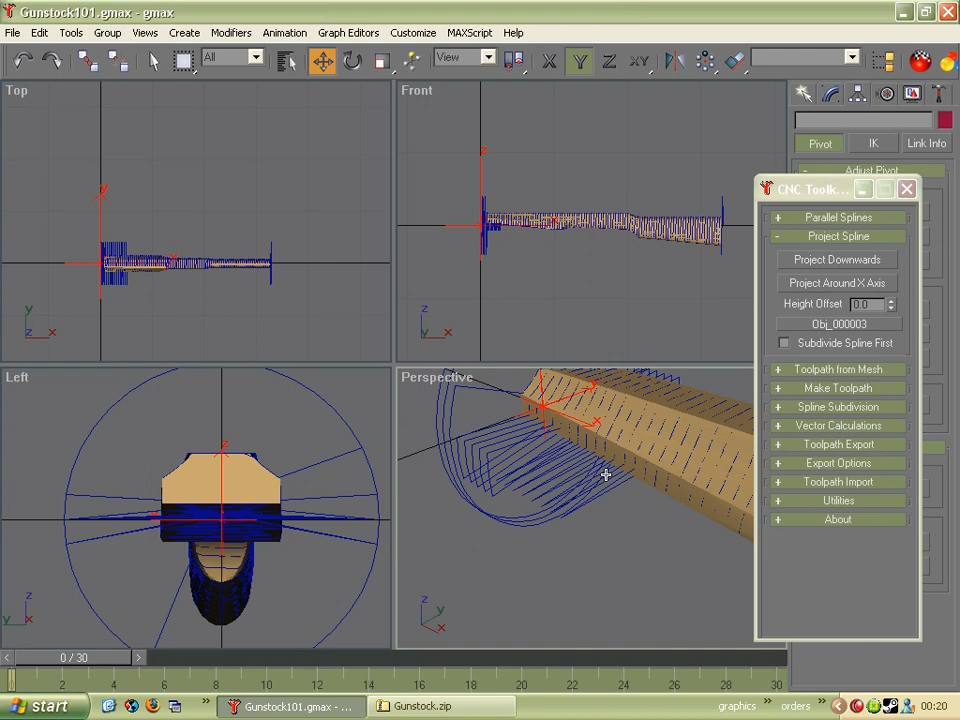 Gunstock101.gmax - gmax
File Edit Tools Group Views Create Modifiers Animation Graph Editors Customize MAXScript Help
All View X Y Z XY
Top
Front
y
x
z
y
z x
z
y x
Pivot IK Link Info
Adjust Pivot
CNC Toolk...
+ Parallel Splines
- Project Spline
Project Downwards
Project Around X Axis
Height Offset 0.0
Obj_000003
Subdivide Spline First
+ Toolpath from Mesh
+ Make Toolpath
+ Spline Subdivision
+ Vector Calculations
+ Toolpath Export
+ Export Options
+ Toolpath Import
+ Utilities
+ About
Left
Perspective
z
z
y x
x
z
y
x
< 0 / 30 >
2 4 6 8 10 12 14 16 18 20 22 24 26 28 30
start » Gunstock101.gmax - ... Gunstock.zip graphics » orders » 00:20